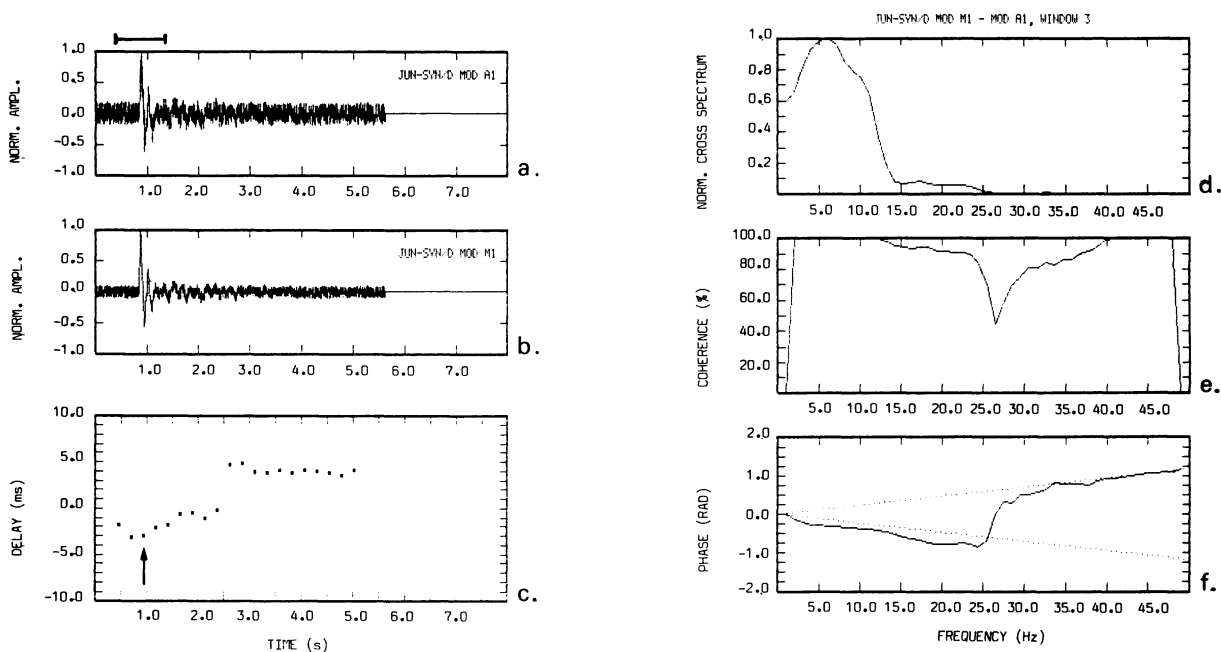 NORM. AMPL.
1.0
0.5
0.0
-0.5
-1.0
JUN-SYN/D MOD A1
1.0 2.0 3.0 4.0 5.0 6.0 7.0
a.
NORM. AMPL.
1.0
0.5
0.0
-0.5
-1.0
JUN-SYN/D MOD M1
1.0 2.0 3.0 4.0 5.0 6.0 7.0
b.
DELAY (ms)
10.0
5.0
0.0
-5.0
-10.0
1.0 2.0 3.0 4.0 5.0 6.0 7.0
c.
TIME (s)
JUN-SYN/D MOD M1 - MOD A1, WINDOW 3
NORM. CROSS SPECTRUM
1.0
0.8
0.6
0.4
0.2
5.0 10.0 15.0 20.0 25.0 30.0 35.0 40.0 45.0
d.
COHERENCE (%)
100.0
80.0
60.0
40.0
20.0
5.0 10.0 15.0 20.0 25.0 30.0 35.0 40.0 45.0
e.
PHASE (RAD)
2.0
1.0
0.0
-1.0
-2.0
5.0 10.0 15.0 20.0 25.0 30.0 35.0 40.0 45.0
f.
FREQUENCY (Hz)